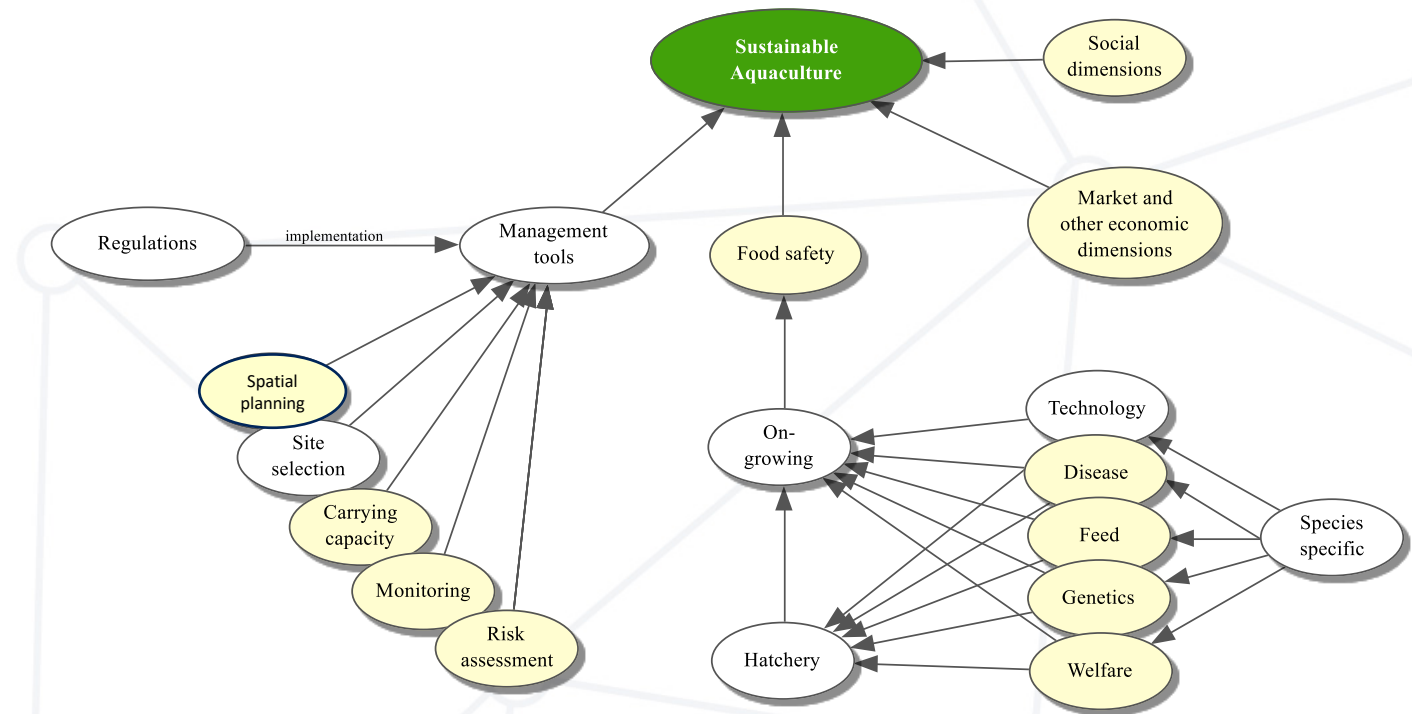 Sustainable
Aquaculture
Social
dimensions
Market and
other economic
dimensions
Regulations
implementation
Management
tools
Food safety
Spatial
planning
Site
selection
Carrying
capacity
Monitoring
Risk
assessment
On-
growing
Hatchery
Technology
Disease
Feed
Genetics
Welfare
Species
specific